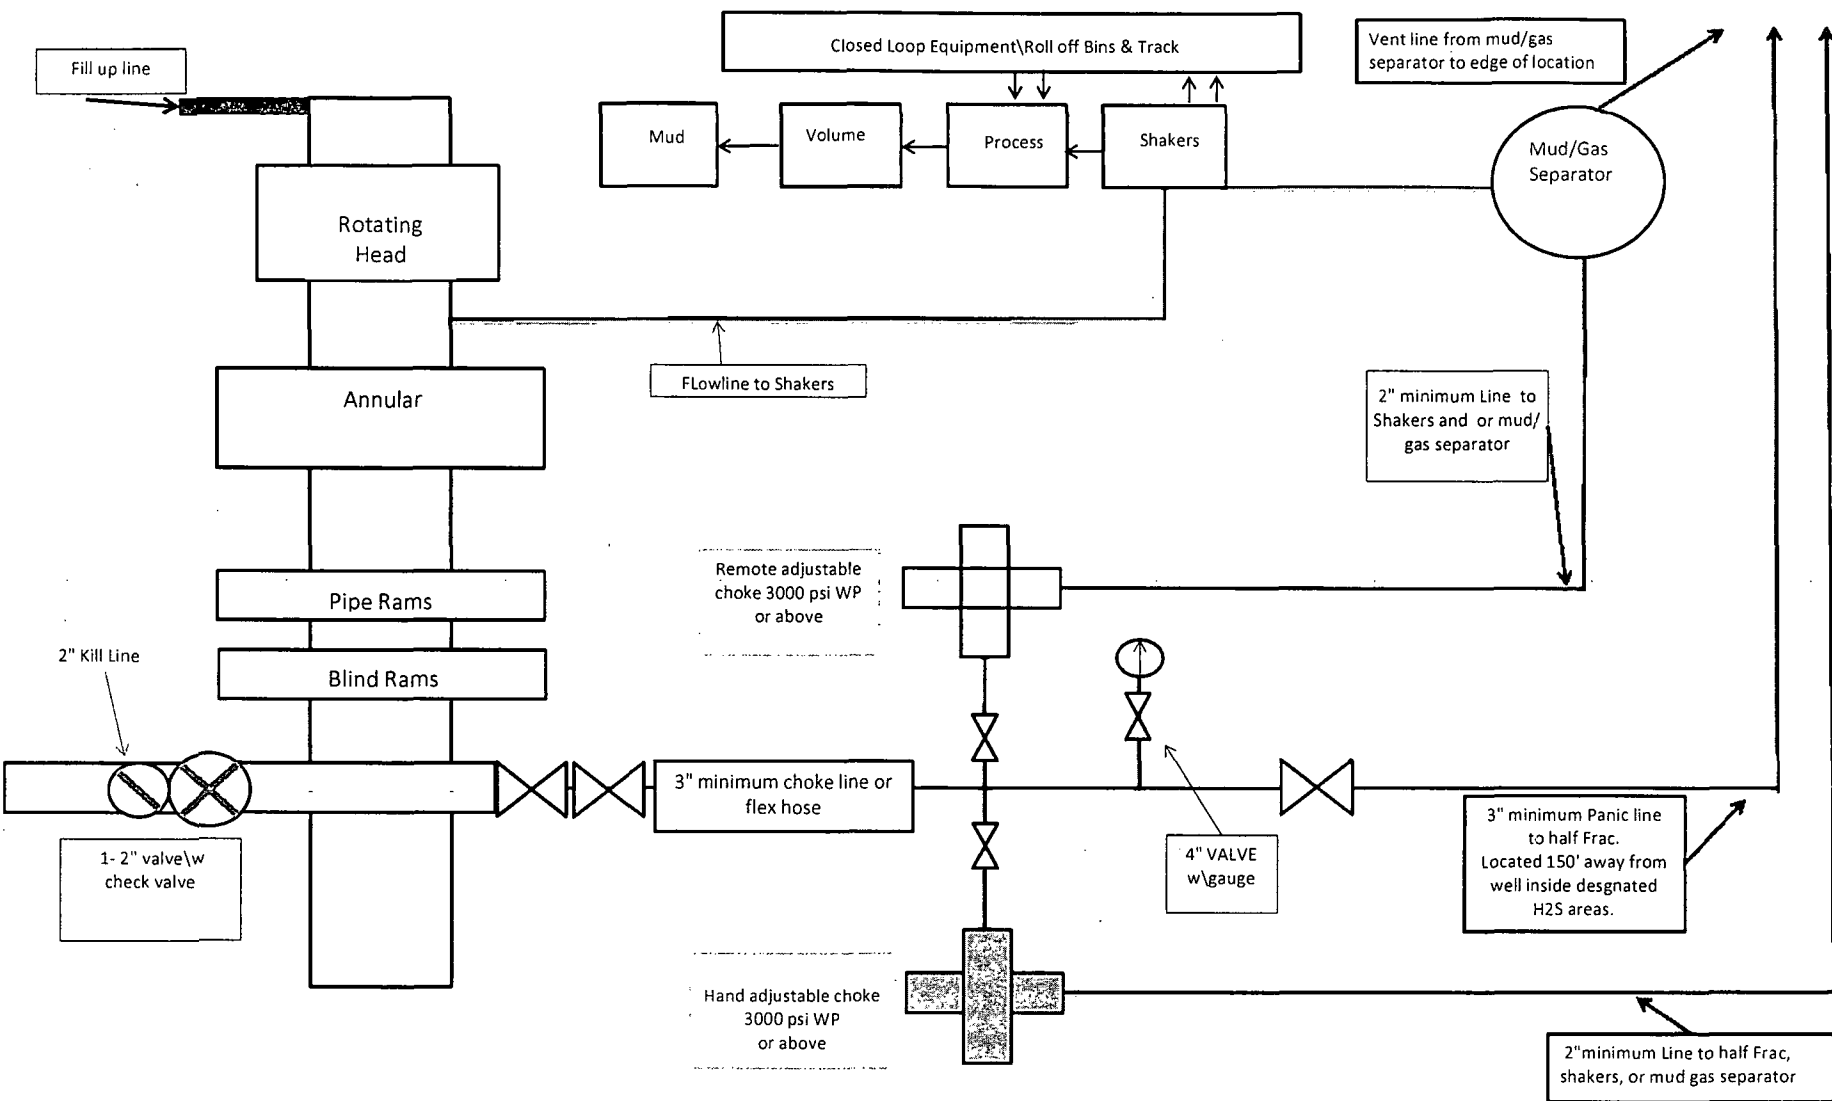 Closed Loop Equipment\Roll off Bins & Track
Vent line from mud/gas
separator to edge of location
Fill up line
Mud
Volume
Process
Shakers
Mud/Gas
Separator
Rotating
Head
FLowline to Shakers
Annular
2" minimum Line to
Shakers and or mud/
gas separator
Remote adjustable
choke 3000 psi WP
or above
Pipe Rams
2" Kill Line
Blind Rams
3" minimum choke line or
flex hose
1- 2" valve\w
check valve
4" VALVE
w\gauge
3" minimum Panic line
to half Frac.
Located 150' away from
well inside desgnated
H2S areas.
Hand adjustable choke
3000 psi WP
or above
2"minimum Line to half Frac,
shakers, or mud gas separator